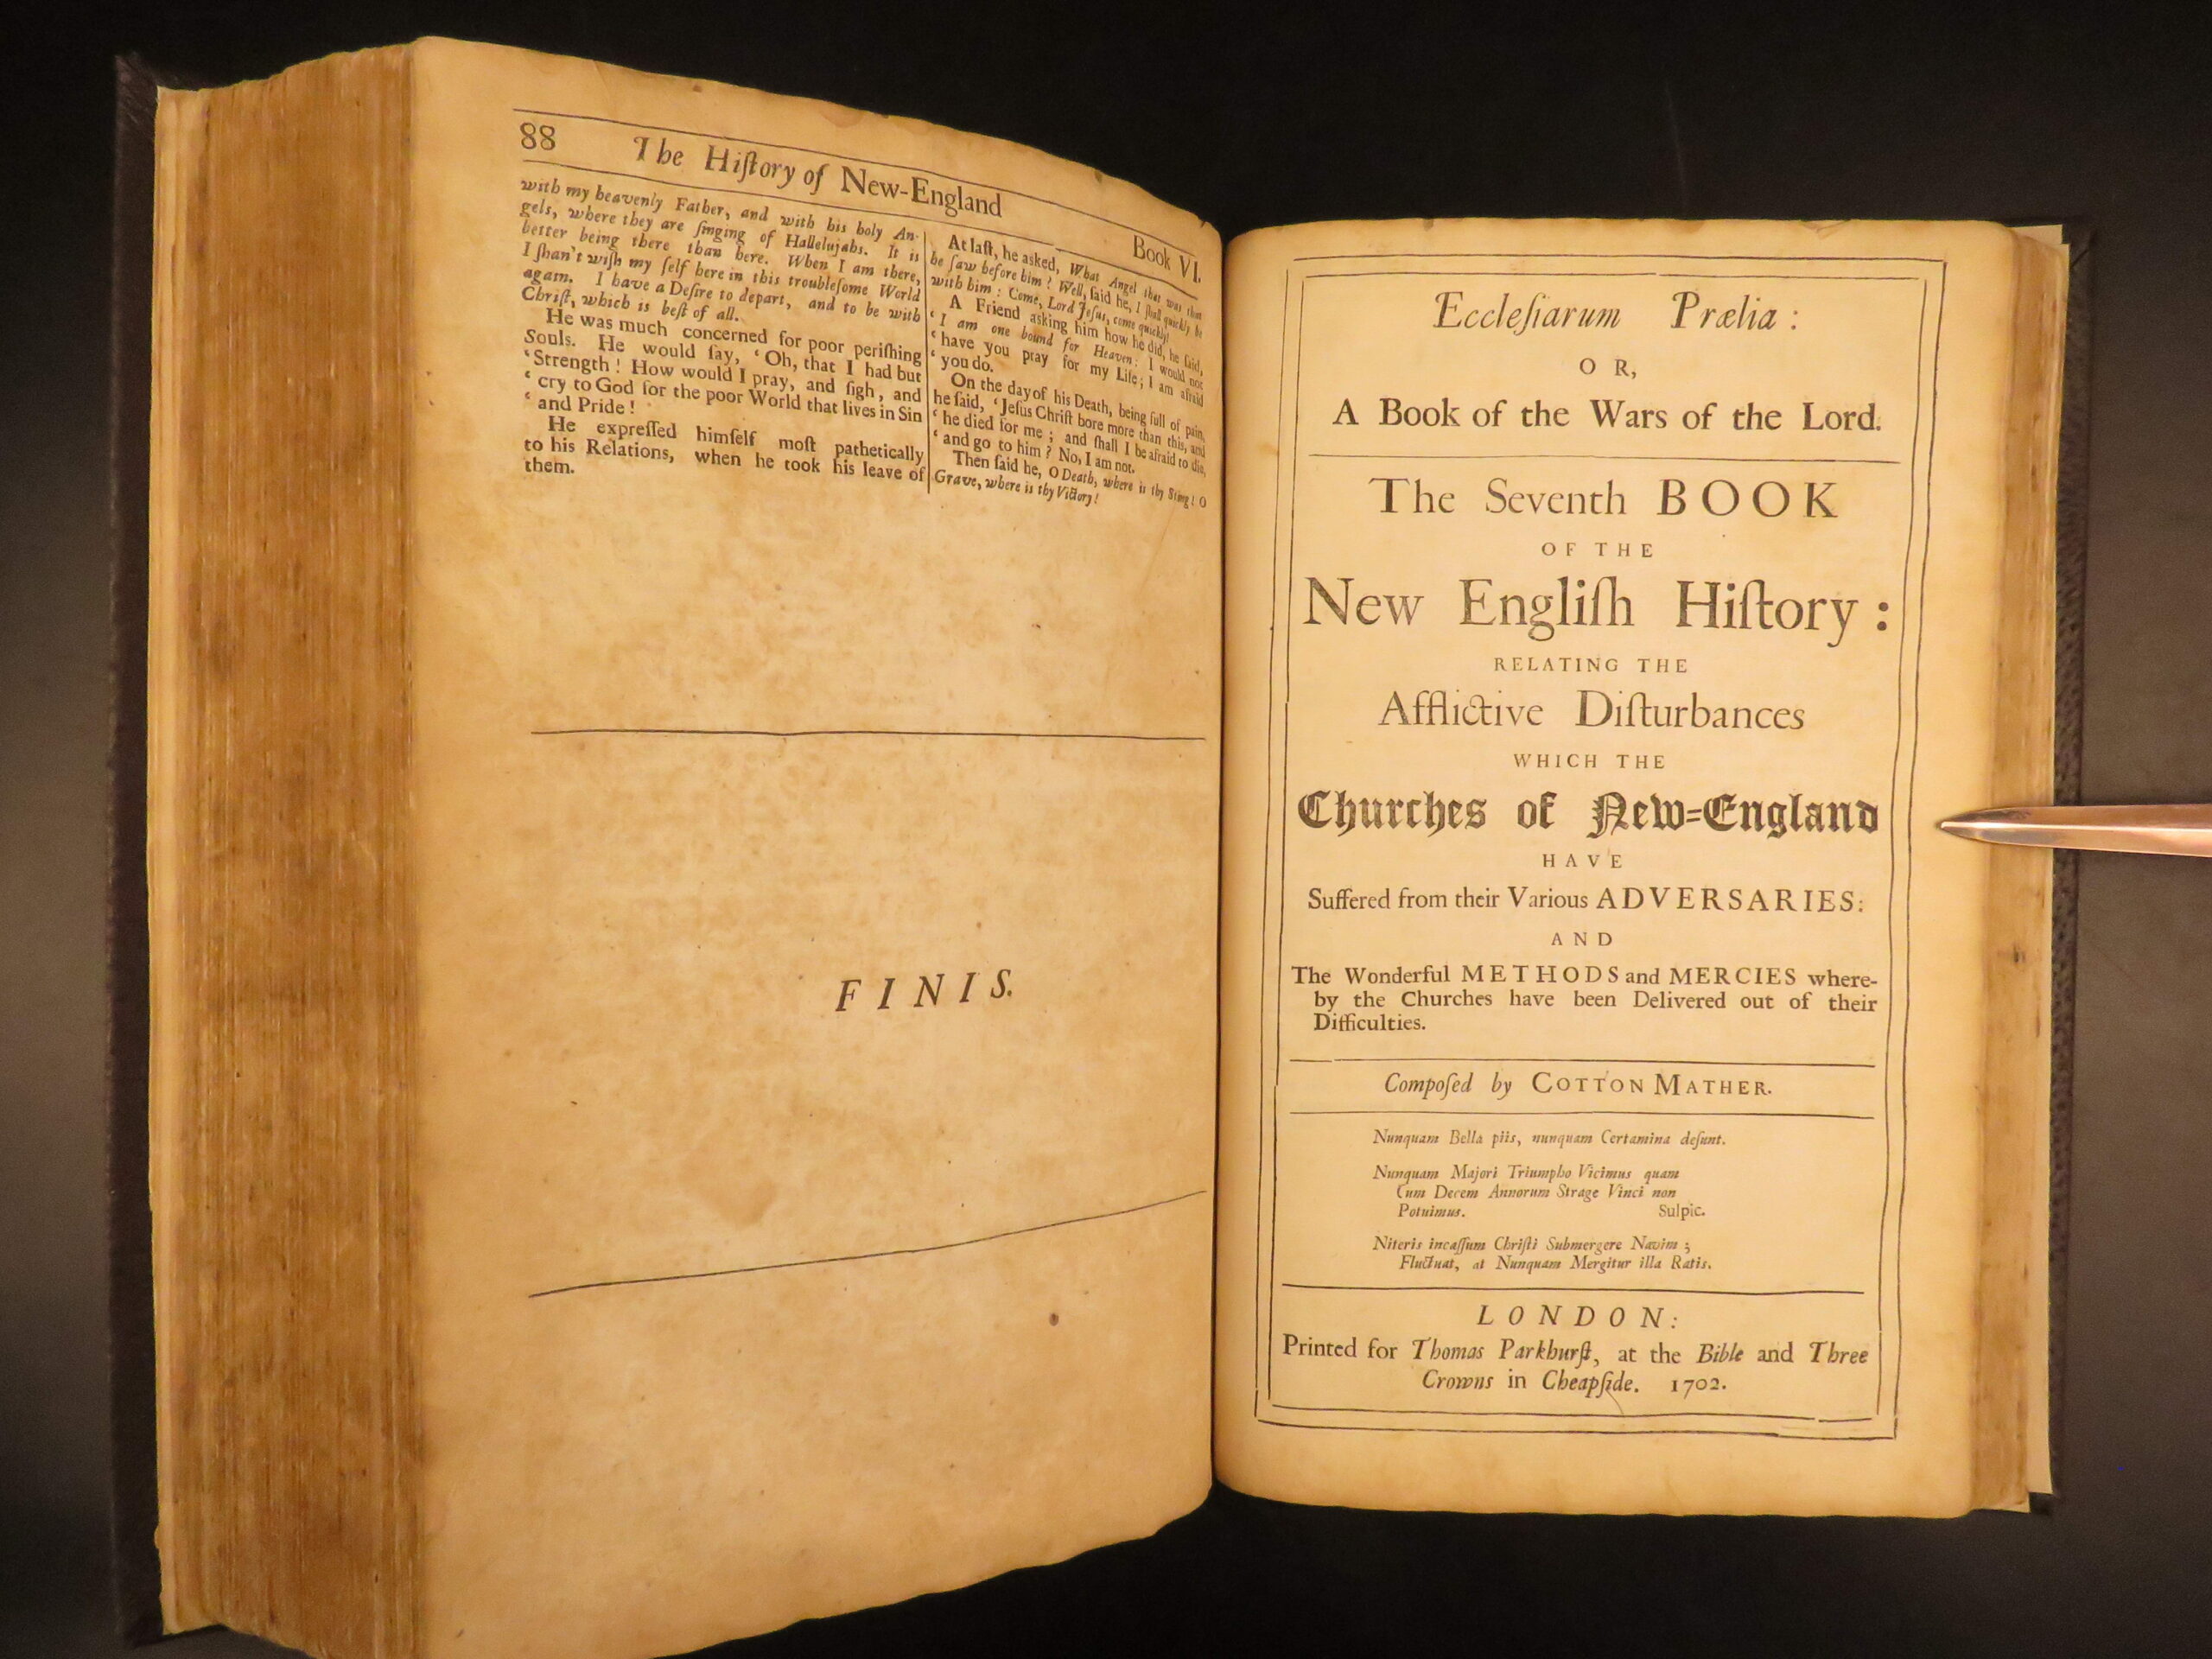 88 The Hiſtory of New-England Book VI.
with my heavenly Father, and with his holy An-
gels, where they are ſinging of Hallelujahs. It is
better being there than here. When I am there,
I ſhan't wiſh my ſelf here in this troubleſome World
again. I have a Deſire to depart, and to be with
Chriſt, which is beſt of all.
He was much concerned for poor periſhing
Souls. He would ſay, ‘Oh, that I had but
‘Strength! How would I pray, and ſigh, and
‘cry to God for the poor World that lives in Sin
‘and Pride!
He expreſſed himſelf moſt pathetically
to his Relations, when he took his leave of
them.
At laſt, he asked, What Angel that was that
he ſaw before him? Well, ſaid he, I ſhall quickly be
with him: Come, Lord Jeſus, come quickly!
A Friend asking him how he did, he ſaid,
‘I am one bound for Heaven: I would not
‘have you pray for my Life; I am afraid
‘you do.
On the day of his Death, being full of pain,
he ſaid, ‘Jeſus Chriſt bore more than this, and
‘he died for me; and ſhall I be afraid to die,
‘and go to him? No, I am not.
Then ſaid he, O Death, where is thy Sting! O
Grave, where is thy Victory!
FINIS.
Eccleſiarum Prælia:
OR,
A Book of the Wars of the Lord.
The Seventh BOOK
OF THE
New Engliſh Hiſtory:
RELATING THE
Afflictive Diſturbances
WHICH THE
Churches of New=England
HAVE
Suffered from their Various ADVERSARIES:
AND
The Wonderful METHODS and MERCIES where-
by the Churches have been Delivered out of their
Difficulties.
Compoſed by COTTON MATHER.
Nunquam Bella piis, nunquam Certamina deſunt.
Nunquam Majori Triumpho Vicimus quam
Cum Decem Annorum Strage Vinci non
Potuimus. Sulpic.
Niteris incaſſum Chriſti Submergere Navim;
Fluctuat, at Nunquam Mergitur illa Ratis.
LONDON:
Printed for Thomas Parkhurſt, at the Bible and Three
Crowns in Cheapſide. 1702.